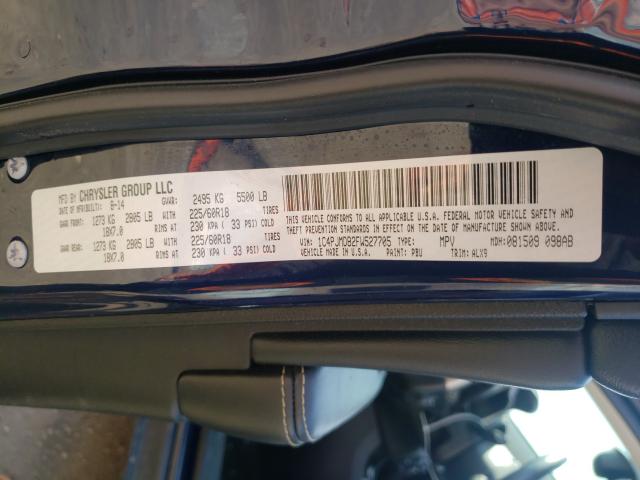 MFD BY CHRYSLER GROUP LLC
DATE OF MFR(BUILT): 8-14 GVWR: 2495 KG 5500 LB
GAWR FRONT: 1273 KG 2805 LB WITH 225/60R18 TIRES
18X7.0 RIMS AT 230 KPA ( 33 PSI) COLD
GAWR REAR: 1273 KG 2805 LB WITH 225/60R18 TIRES
18X7.0 RIMS AT 230 KPA ( 33 PSI) COLD
THIS VEHICLE CONFORMS TO ALL APPLICABLE U.S.A. FEDERAL MOTOR VEHICLE SAFETY AND
THEFT PREVENTION STANDARDS IN EFFECT ON THE DATE OF MANUFACTURE SHOWN ABOVE.
VIN: 1C4PJMDB2FW527705 TYPE: MPV MDH: 081509 098AB
VEHICLE MADE IN U.S.A. PAINT: PBU TRIM: ALX9